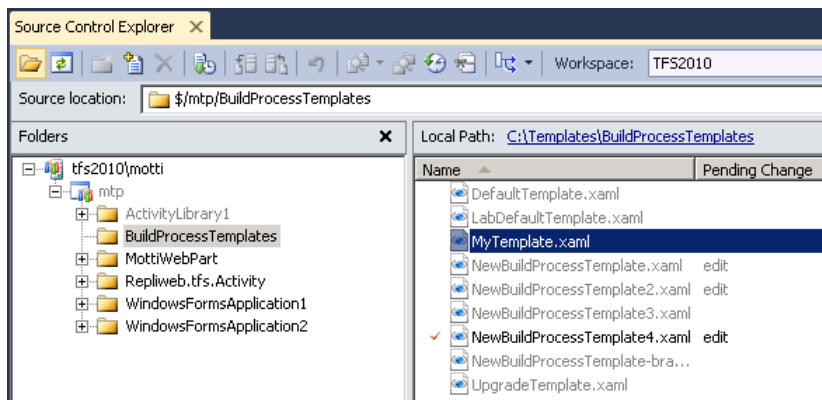 Source Control Explorer
Workspace: TFS2010
Source location: $/mtp/BuildProcessTemplates
Folders
Local Path: C:\Templates\BuildProcessTemplates
tfs2010\motti
mtp
ActivityLibrary1
BuildProcessTemplates
MottiWebPart
Repliweb.tfs.Activity
WindowsFormsApplication1
WindowsFormsApplication2
Name Pending Change
DefaultTemplate.xaml
LabDefaultTemplate.xaml
MyTemplate.xaml
NewBuildProcessTemplate.xaml edit
NewBuildProcessTemplate2.xaml edit
NewBuildProcessTemplate3.xaml
NewBuildProcessTemplate4.xaml edit
NewBuildProcessTemplate-bra...
UpgradeTemplate.xaml